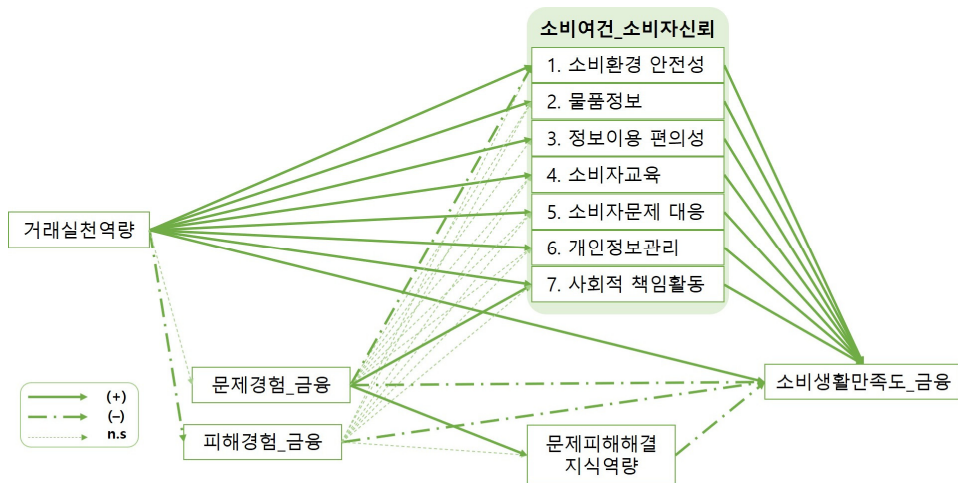 소비여건_소비자신뢰
1. 소비환경 안전성
2. 물품정보
3. 정보이용 편의성
4. 소비자교육
5. 소비자문제 대응
6. 개인정보관리
7. 사회적 책임활동
거래실천역량
문제경험_금융
피해경험_금융
문제피해해결
지식역량
소비생활만족도_금융
(+)
(−)
n.s